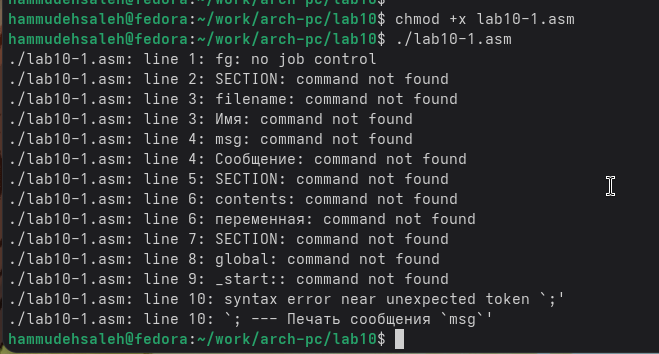 hammudehsaleh@fedora:~/work/arch-pc/lab10$ chmod +x lab10-1.asm
hammudehsaleh@fedora:~/work/arch-pc/lab10$ ./lab10-1.asm
./lab10-1.asm: line 1: fg: no job control
./lab10-1.asm: line 2: SECTION: command not found
./lab10-1.asm: line 3: filename: command not found
./lab10-1.asm: line 3: Имя: command not found
./lab10-1.asm: line 4: msg: command not found
./lab10-1.asm: line 4: Сообщение: command not found
./lab10-1.asm: line 5: SECTION: command not found
./lab10-1.asm: line 6: contents: command not found
./lab10-1.asm: line 6: переменная: command not found
./lab10-1.asm: line 7: SECTION: command not found
./lab10-1.asm: line 8: global: command not found
./lab10-1.asm: line 9: _start:: command not found
./lab10-1.asm: line 10: syntax error near unexpected token `;'
./lab10-1.asm: line 10: `; --- Печать сообщения `msg`'
hammudehsaleh@fedora:~/work/arch-pc/lab10$